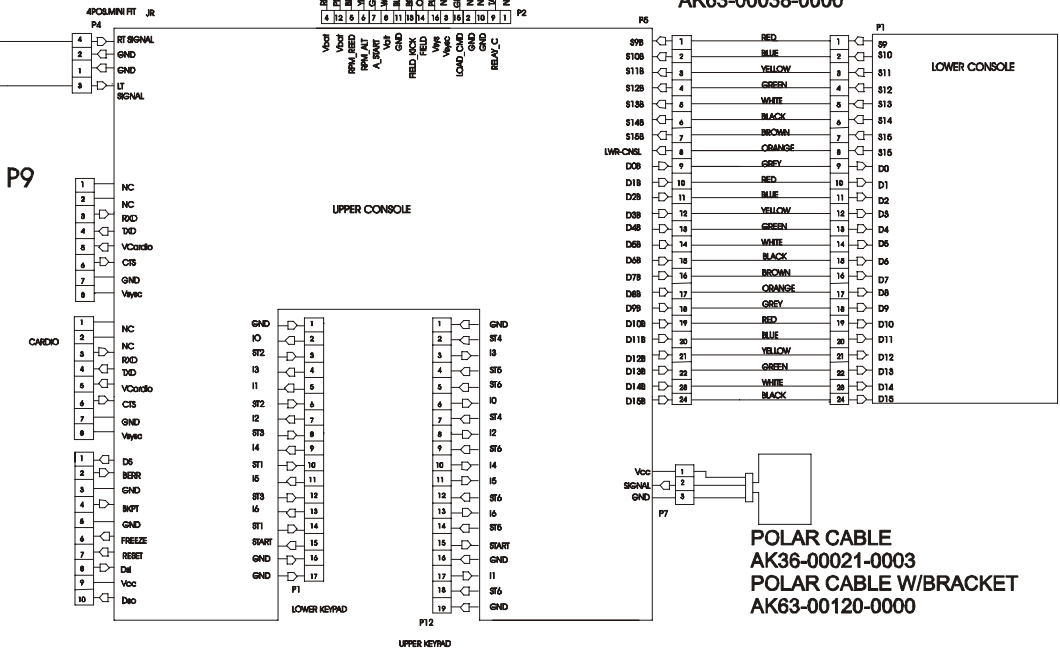 AK63-00038-0000
4POS.MINI FIT JR
P4
4 RT SIGNAL
2 GND
1 GND
3 LT SIGNAL
4 12 5 6 7 8 11 13 14 16 3 15 2 10 9 1 P2
Vbat
Vbat
RPM_REED
RPM_ALT
A_START
Valt
GND
FIELD_KICK
FIELD
Vsys
Vsysc
LOAD_CMD
GND
GND
RELAY_C
P9
1 NC
2 NC
3 RXD
4 TXD
5 VCardio
6 CTS
7 GND
8 Vsysc
CARDIO
1 NC
2 NC
3 RXD
4 TXD
5 VCardio
6 CTS
7 GND
8 Vsysc
1 DS
2 BERR
3 GND
4 BKPT
5 GND
6 FREEZE
7 RESET
8 Dsi
9 Vcc
10 Dso
UPPER CONSOLE
GND 1
IO 2
ST2 3
I3 4
I1 5
ST2 6
I2 7
ST3 8
I4 9
ST1 10
I5 11
ST3 12
I6 13
ST1 14
START 15
GND 16
GND 17
P1
LOWER KEYPAD
1 GND
2 ST4
3 I3
4 ST5
5 ST6
6 IO
7 ST4
8 I2
9 ST6
10 I4
11 I5
12 ST6
13 I6
14 ST5
15 START
16 GND
17 I1
18 ST6
19 GND
P12
UPPER KEYPAD
P5
P1
LOWER CONSOLE
S9B 1 RED 1 S9
S10B 2 BLUE 2 S10
S11B 3 YELLOW 3 S11
S12B 4 GREEN 4 S12
S13B 5 WHITE 5 S13
S14B 6 BLACK 6 S14
S15B 7 BROWN 7 S16
LWR-CNSL 8 ORANGE 8 S15
D0B 9 GREY 9 D0
D1B 10 RED 10 D1
D2B 11 BLUE 11 D2
D3B 12 YELLOW 12 D3
D4B 13 GREEN 13 D4
D5B 14 WHITE 14 D5
D6B 15 BLACK 15 D6
D7B 16 BROWN 16 D7
D8B 17 ORANGE 17 D8
D9B 18 GREY 18 D9
D10B 19 RED 19 D10
D11B 20 BLUE 20 D11
D12B 21 YELLOW 21 D12
D13B 22 GREEN 22 D13
D14B 23 WHITE 23 D14
D15B 24 BLACK 24 D15
Vcc 1
SIGNAL 2
GND 3
P7
POLAR CABLE
AK36-00021-0003
POLAR CABLE W/BRACKET
AK63-00120-0000